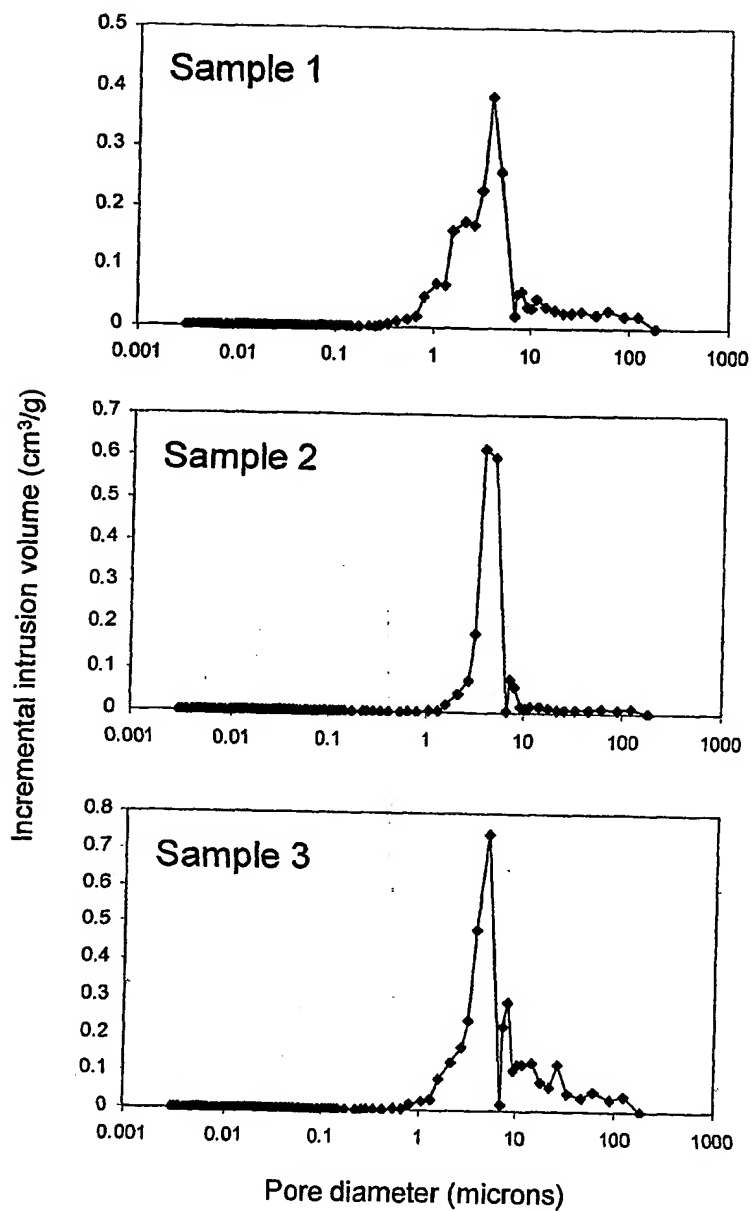 0.5
Sample 1
0.4
0.3
0.2
0.1
0
0.001 0.01 0.1 1 10 100 1000
0.7
Sample 2
0.6
0.5
0.4
0.3
0.2
0.1
0
0.001 0.01 0.1 1 10 100 1000
0.8
Sample 3
0.7
0.6
0.5
0.4
0.3
0.2
0.1
0
0.001 0.01 0.1 1 10 100 1000
Incremental intrusion volume (cm³/g)
Pore diameter (microns)